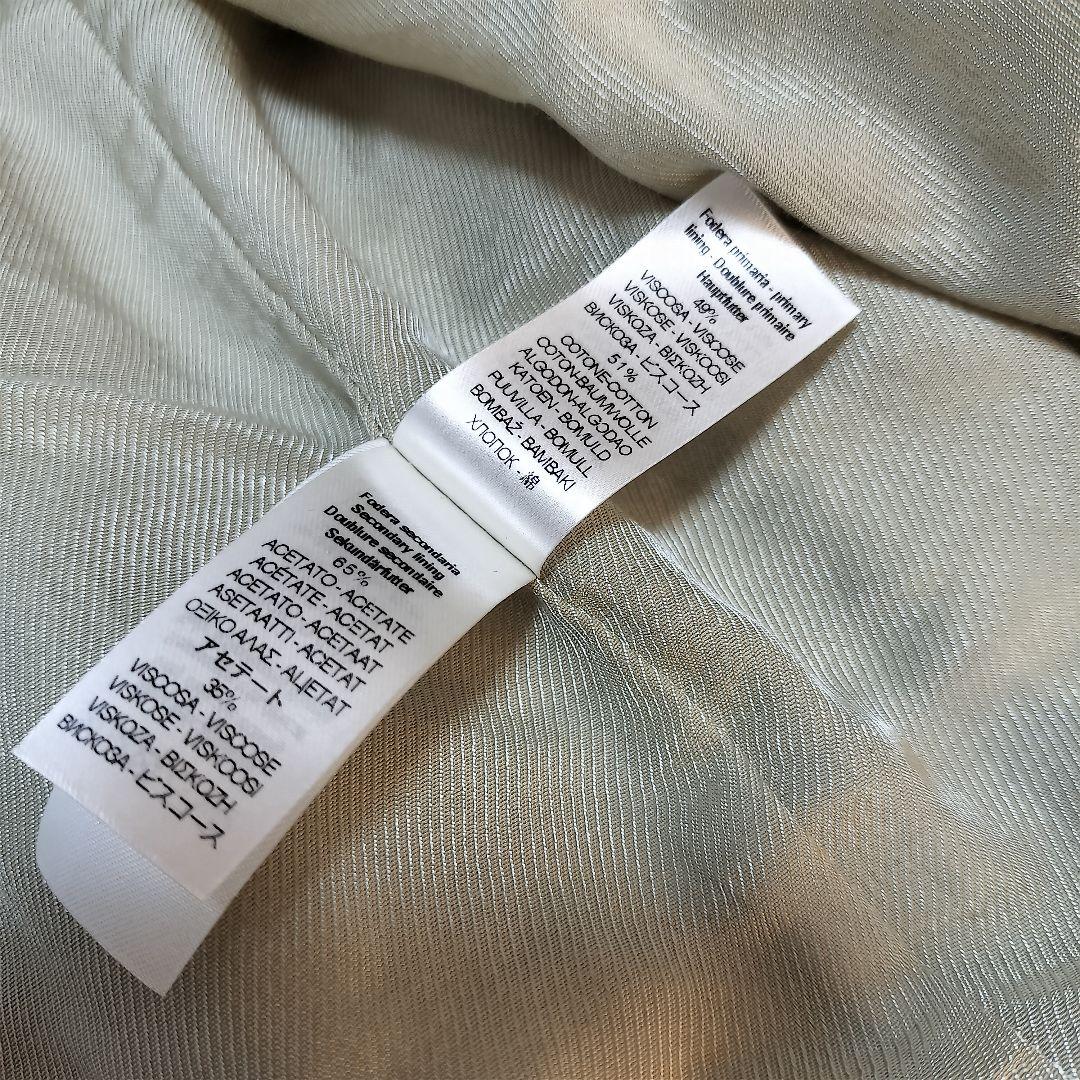 Fodera primaria - primary
lining - Doublure primaire
Hauptfutter
49%
VISCOSA - VISCOSE
VISKOSE - VISKOOSI
VISKOZA - ΒΙΣΚΟΖΗ
ВИСКОЗА - ビスコース
51%
COTONE-COTTON
COTON-BAUMWOLLE
ALGODON-ALGODAO
KATOEN - BOMULD
PUUVILLA - BOMULL
BOMBAŽ - BAMBAKI
ХЛОПОК - 綿
Fodera secondaria
Secondary lining
Doublure secondaire
Sekundärfutter
65%
ACETATO - ACETATE
ACÉTATE - ACETAT
ACETATO - ACETAAT
ASETAATTI - ACETAT
ΟΞΙΚΟ ΑΛΑΣ - АЦЕТАТ
アセテート
35%
VISCOSA - VISCOSE
VISKOSE - VISKOOSI
VISKOZA - ΒΙΣΚΟΖΗ
ВИСКОЗА - ビスコース